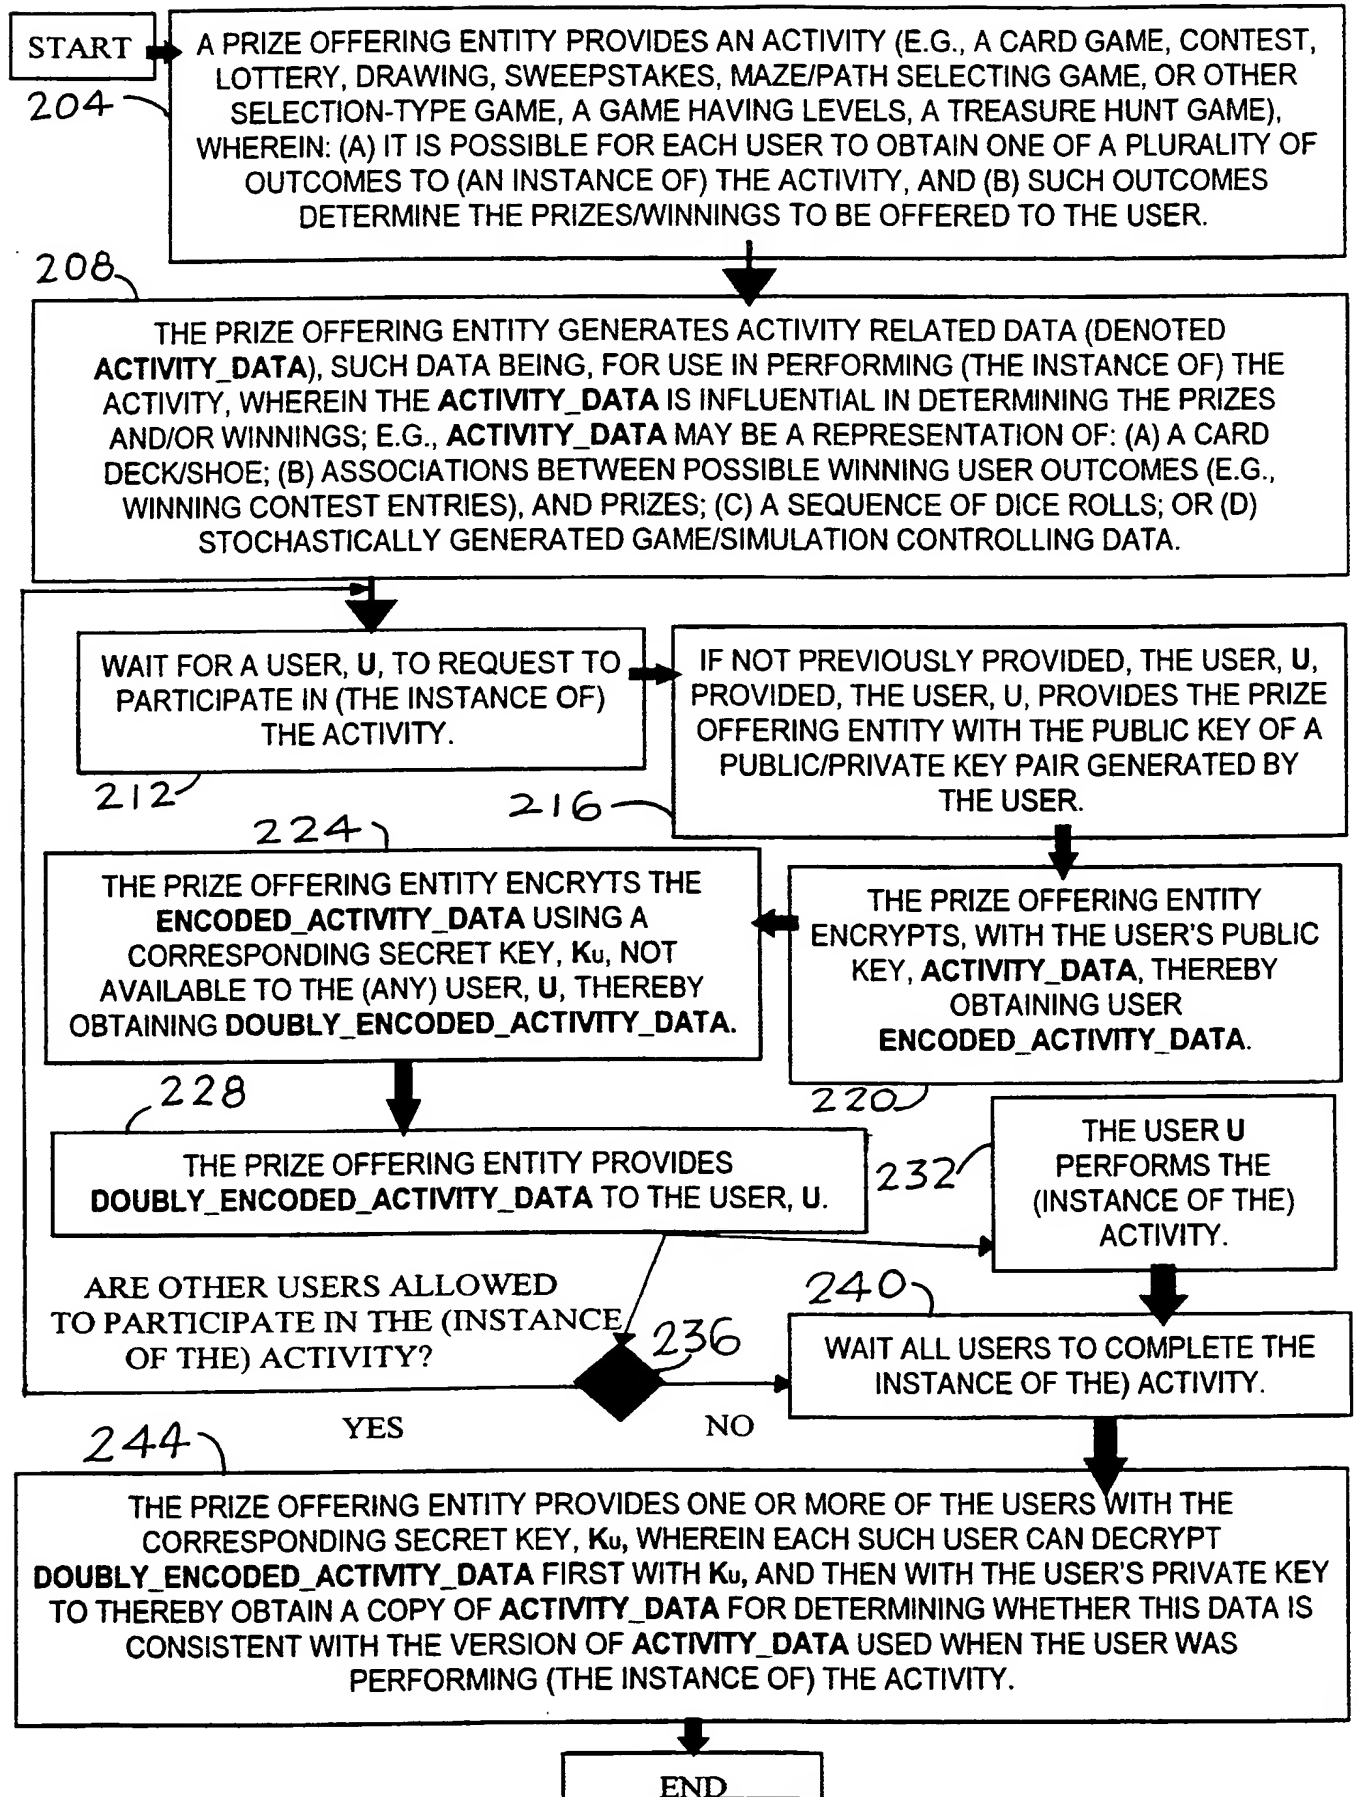 START
A PRIZE OFFERING ENTITY PROVIDES AN ACTIVITY (E.G., A CARD GAME, CONTEST,
LOTTERY, DRAWING, SWEEPSTAKES, MAZE/PATH SELECTING GAME, OR OTHER
SELECTION-TYPE GAME, A GAME HAVING LEVELS, A TREASURE HUNT GAME),
WHEREIN: (A) IT IS POSSIBLE FOR EACH USER TO OBTAIN ONE OF A PLURALITY OF
OUTCOMES TO (AN INSTANCE OF) THE ACTIVITY, AND (B) SUCH OUTCOMES
DETERMINE THE PRIZES/WINNINGS TO BE OFFERED TO THE USER.
204
208
THE PRIZE OFFERING ENTITY GENERATES ACTIVITY RELATED DATA (DENOTED
ACTIVITY_DATA), SUCH DATA BEING, FOR USE IN PERFORMING (THE INSTANCE OF) THE
ACTIVITY, WHEREIN THE ACTIVITY_DATA IS INFLUENTIAL IN DETERMINING THE PRIZES
AND/OR WINNINGS; E.G., ACTIVITY_DATA MAY BE A REPRESENTATION OF: (A) A CARD
DECK/SHOE; (B) ASSOCIATIONS BETWEEN POSSIBLE WINNING USER OUTCOMES (E.G.,
WINNING CONTEST ENTRIES), AND PRIZES; (C) A SEQUENCE OF DICE ROLLS; OR (D)
STOCHASTICALLY GENERATED GAME/SIMULATION CONTROLLING DATA.
WAIT FOR A USER, U, TO REQUEST TO
PARTICIPATE IN (THE INSTANCE OF)
THE ACTIVITY.
212
IF NOT PREVIOUSLY PROVIDED, THE USER, U,
PROVIDED, THE USER, U, PROVIDES THE PRIZE
OFFERING ENTITY WITH THE PUBLIC KEY OF A
PUBLIC/PRIVATE KEY PAIR GENERATED BY
THE USER.
216
224
THE PRIZE OFFERING ENTITY ENCRYTS THE
ENCODED_ACTIVITY_DATA USING A
CORRESPONDING SECRET KEY, Ku, NOT
AVAILABLE TO THE (ANY) USER, U, THEREBY
OBTAINING DOUBLY_ENCODED_ACTIVITY_DATA.
THE PRIZE OFFERING ENTITY
ENCRYPTS, WITH THE USER'S PUBLIC
KEY, ACTIVITY_DATA, THEREBY
OBTAINING USER
ENCODED_ACTIVITY_DATA.
220
228
THE PRIZE OFFERING ENTITY PROVIDES
DOUBLY_ENCODED_ACTIVITY_DATA TO THE USER, U.
232
THE USER U
PERFORMS THE
(INSTANCE OF THE)
ACTIVITY.
ARE OTHER USERS ALLOWED
TO PARTICIPATE IN THE (INSTANCE
OF THE) ACTIVITY?
236
YES
NO
240
WAIT ALL USERS TO COMPLETE THE
INSTANCE OF THE) ACTIVITY.
244
THE PRIZE OFFERING ENTITY PROVIDES ONE OR MORE OF THE USERS WITH THE
CORRESPONDING SECRET KEY, Ku, WHEREIN EACH SUCH USER CAN DECRYPT
DOUBLY_ENCODED_ACTIVITY_DATA FIRST WITH Ku, AND THEN WITH THE USER'S PRIVATE KEY
TO THEREBY OBTAIN A COPY OF ACTIVITY_DATA FOR DETERMINING WHETHER THIS DATA IS
CONSISTENT WITH THE VERSION OF ACTIVITY_DATA USED WHEN THE USER WAS
PERFORMING (THE INSTANCE OF) THE ACTIVITY.
END